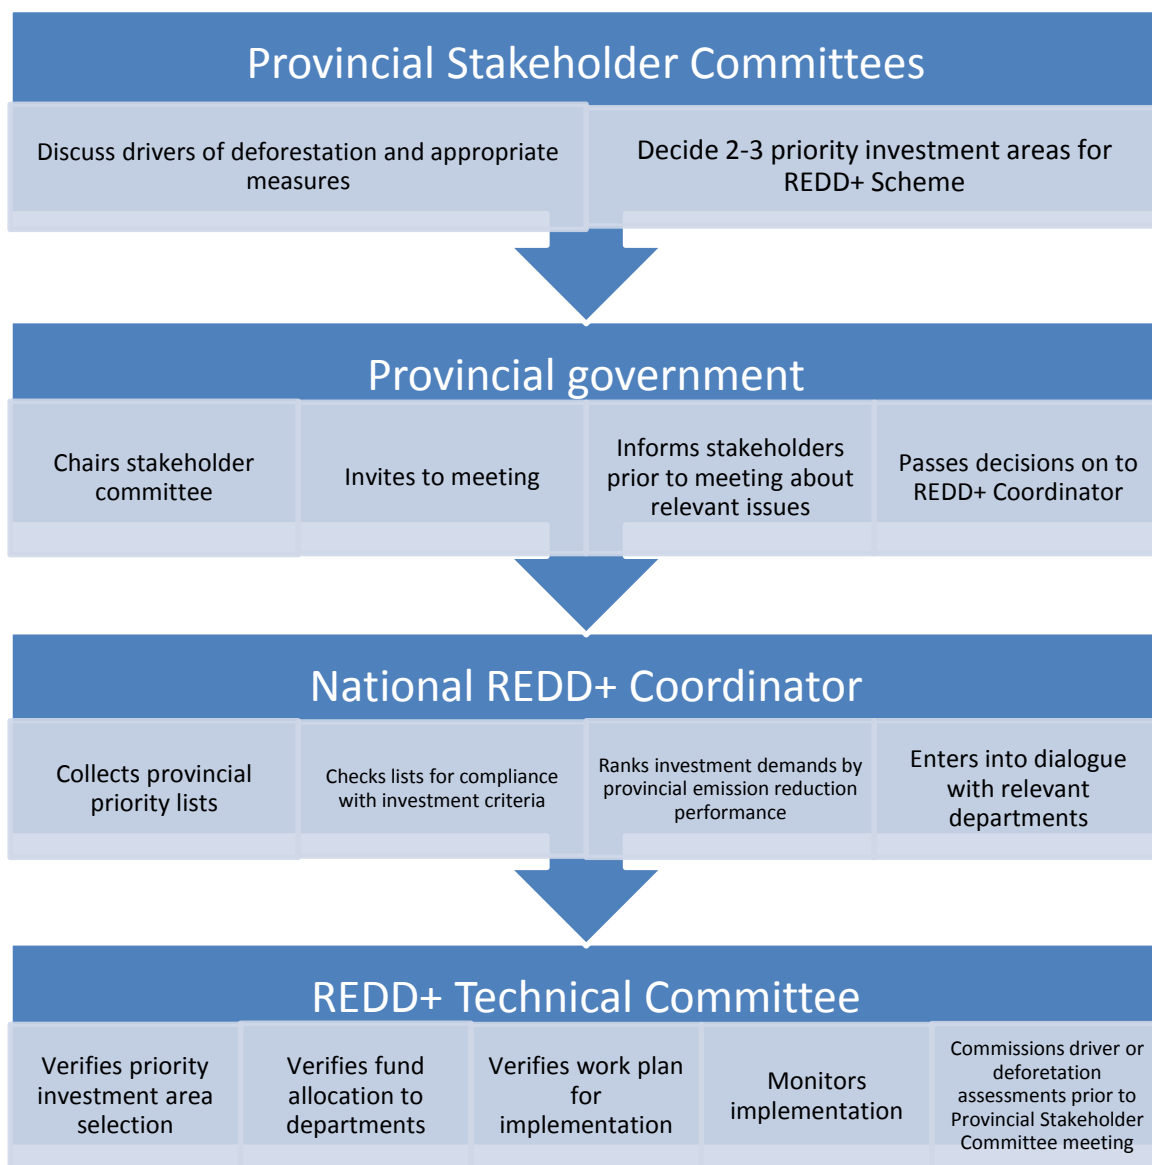 Provincial Stakeholder Committees
Discuss drivers of deforestation and appropriate
measures
Decide 2-3 priority investment areas for
REDD+ Scheme
Provincial government
Chairs stakeholder
committee
Invites to meeting
Informs stakeholders
prior to meeting about
relevant issues
Passes decisions on to
REDD+ Coordinator
National REDD+ Coordinator
Collects provincial
priority lists
Checks lists for compliance
with investment criteria
Ranks investment demands by
provincial emission reduction
performance
Enters into dialogue
with relevant
departments
REDD+ Technical Committee
Verifies priority
investment area
selection
Verifies fund
allocation to
departments
Verifies work plan
for
implementation
Monitors
implementation
Commissions driver or
deforetation
assessments prior to
Provincial Stakeholder
Committee meeting